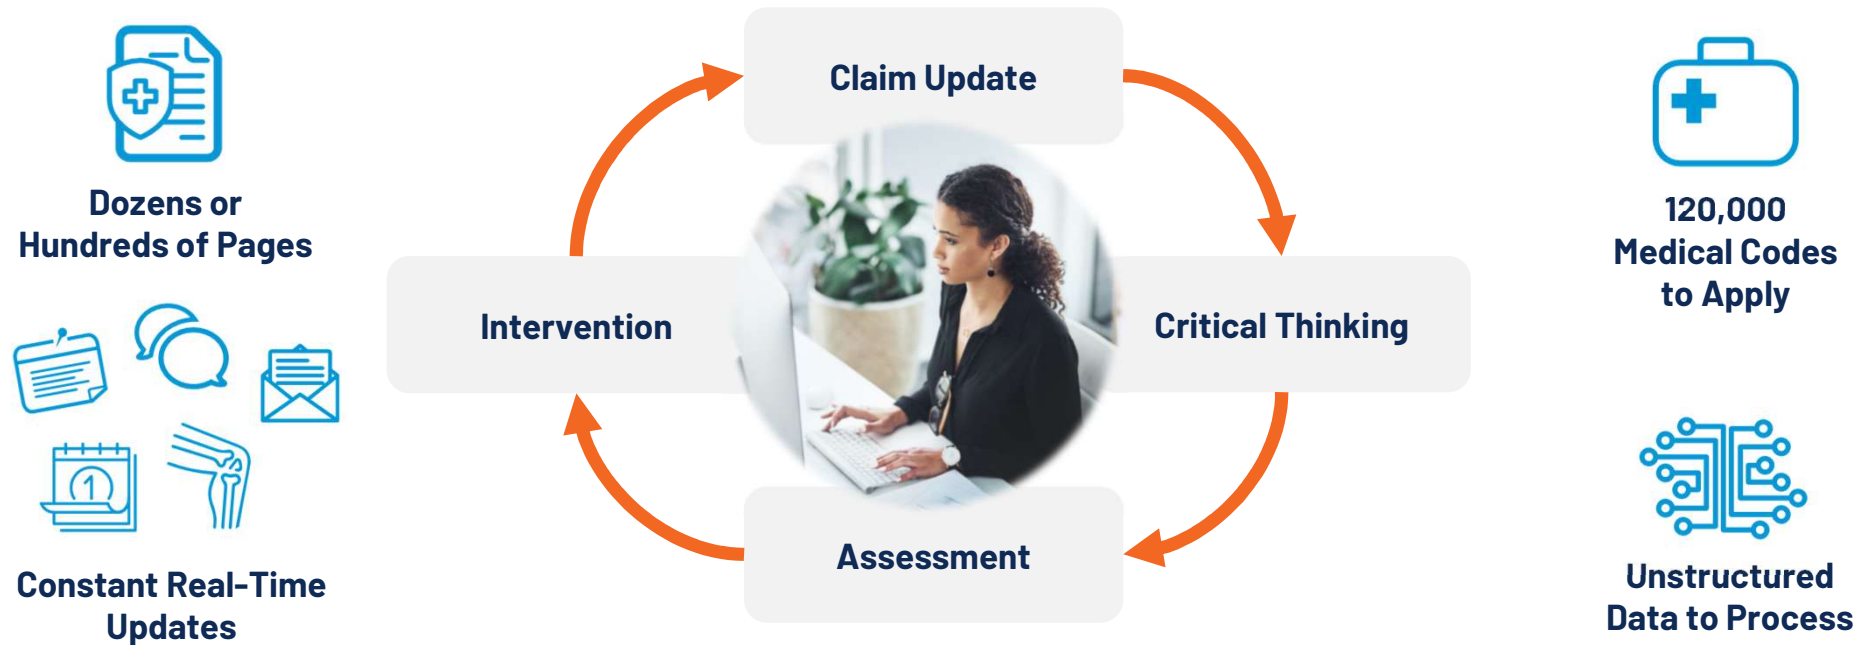 Dozens or
Hundreds of Pages
Constant Real-Time
Updates
Claim Update
Intervention
Critical Thinking
Assessment
120,000
Medical Codes
to Apply
Unstructured
Data to Process
1